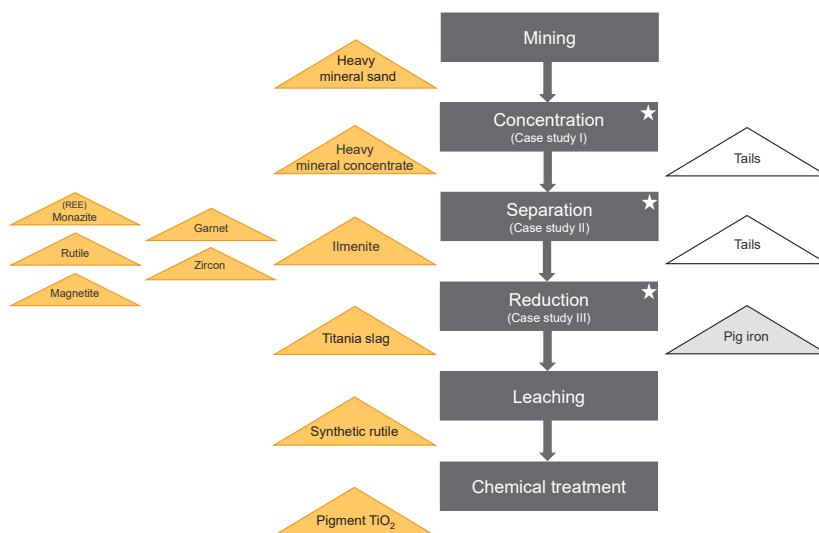 Mining
Heavy
mineral sand
Concentration
(Case study I)
Heavy
mineral concentrate
Tails
(REE)
Monazite
Garnet
Separation
(Case study II)
Rutile
Ilmenite
Tails
Zircon
Magnetite
Reduction
(Case study III)
Titania slag
Pig iron
Leaching
Synthetic rutile
Chemical treatment
Pigment TiO₂